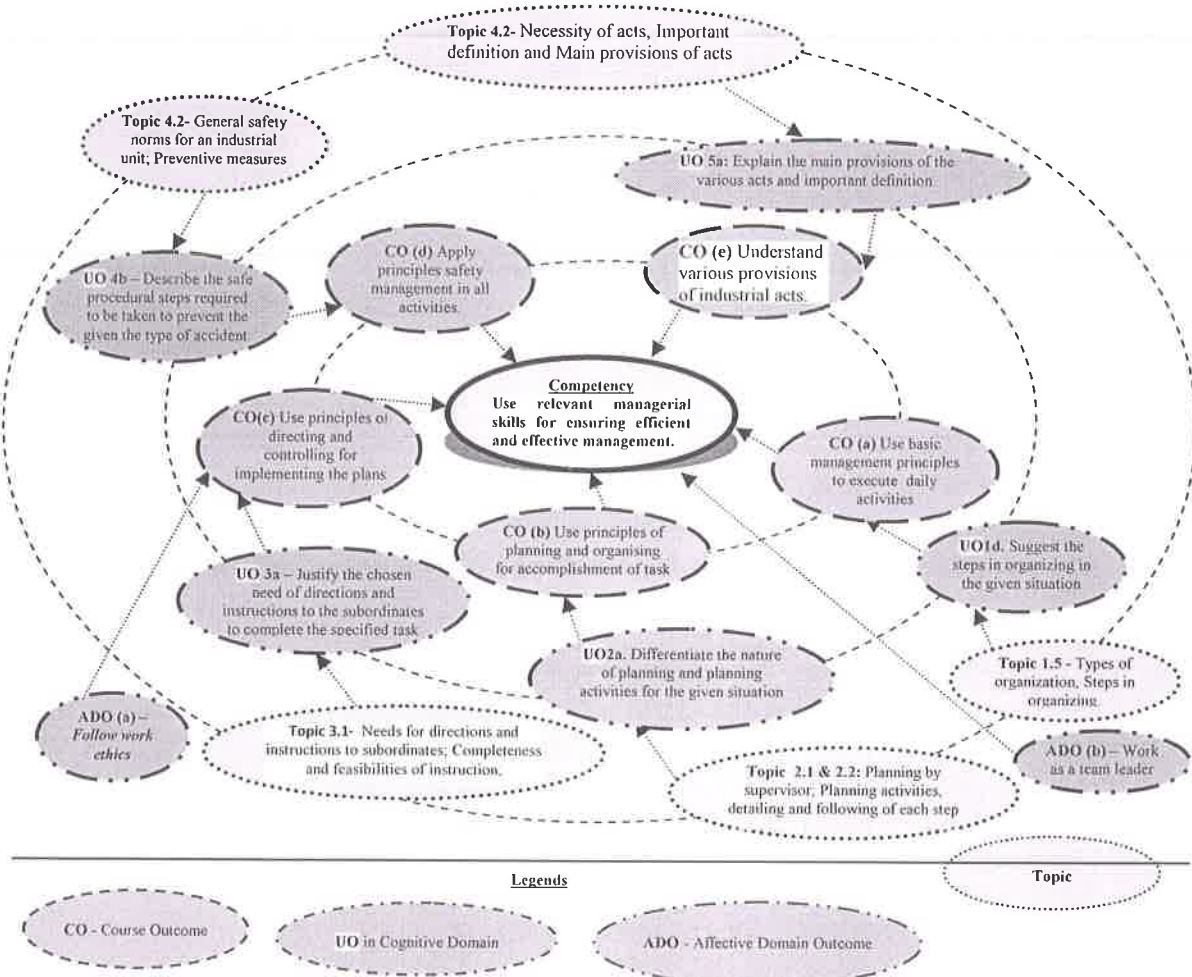 Topic 4.2- Necessity of acts, Important
definition and Main provisions of acts
Topic 4.2- General safety
norms for an industrial
unit; Preventive measures
UO 5a: Explain the main provisions of the
various acts and important definition.
UO 4b – Describe the safe
procedural steps required
to be taken to prevent the
given the type of accident.
CO (d) Apply
principles safety
management in all
activities.
CO (e) Understand
various provisions
of industrial acts.
Competency
Use relevant managerial
skills for ensuring efficient
and effective management.
CO(c) Use principles of
directing and
controlling for
implementing the plans
CO (a) Use basic
management principles
to execute daily
activities
CO (b) Use principles of
planning and organising
for accomplishment of task
UO1d. Suggest the
steps in organizing in
the given situation
UO 3a – Justify the chosen
need of directions and
instructions to the subordinates
to complete the specified task
UO2a. Differentiate the nature
of planning and planning
activities for the given situation
Topic 1.5 - Types of
organization, Steps in
organizing.
ADO (a) –
Follow work
ethics
Topic 3.1- Needs for directions and
instructions to subordinates; Completeness
and feasibilities of instruction.
Topic 2.1 & 2.2: Planning by
supervisor; Planning activities,
detailing and following of each step
ADO (b) – Work
as a team leader
Legends
Topic
CO - Course Outcome
UO in Cognitive Domain
ADO - Affective Domain Outcome